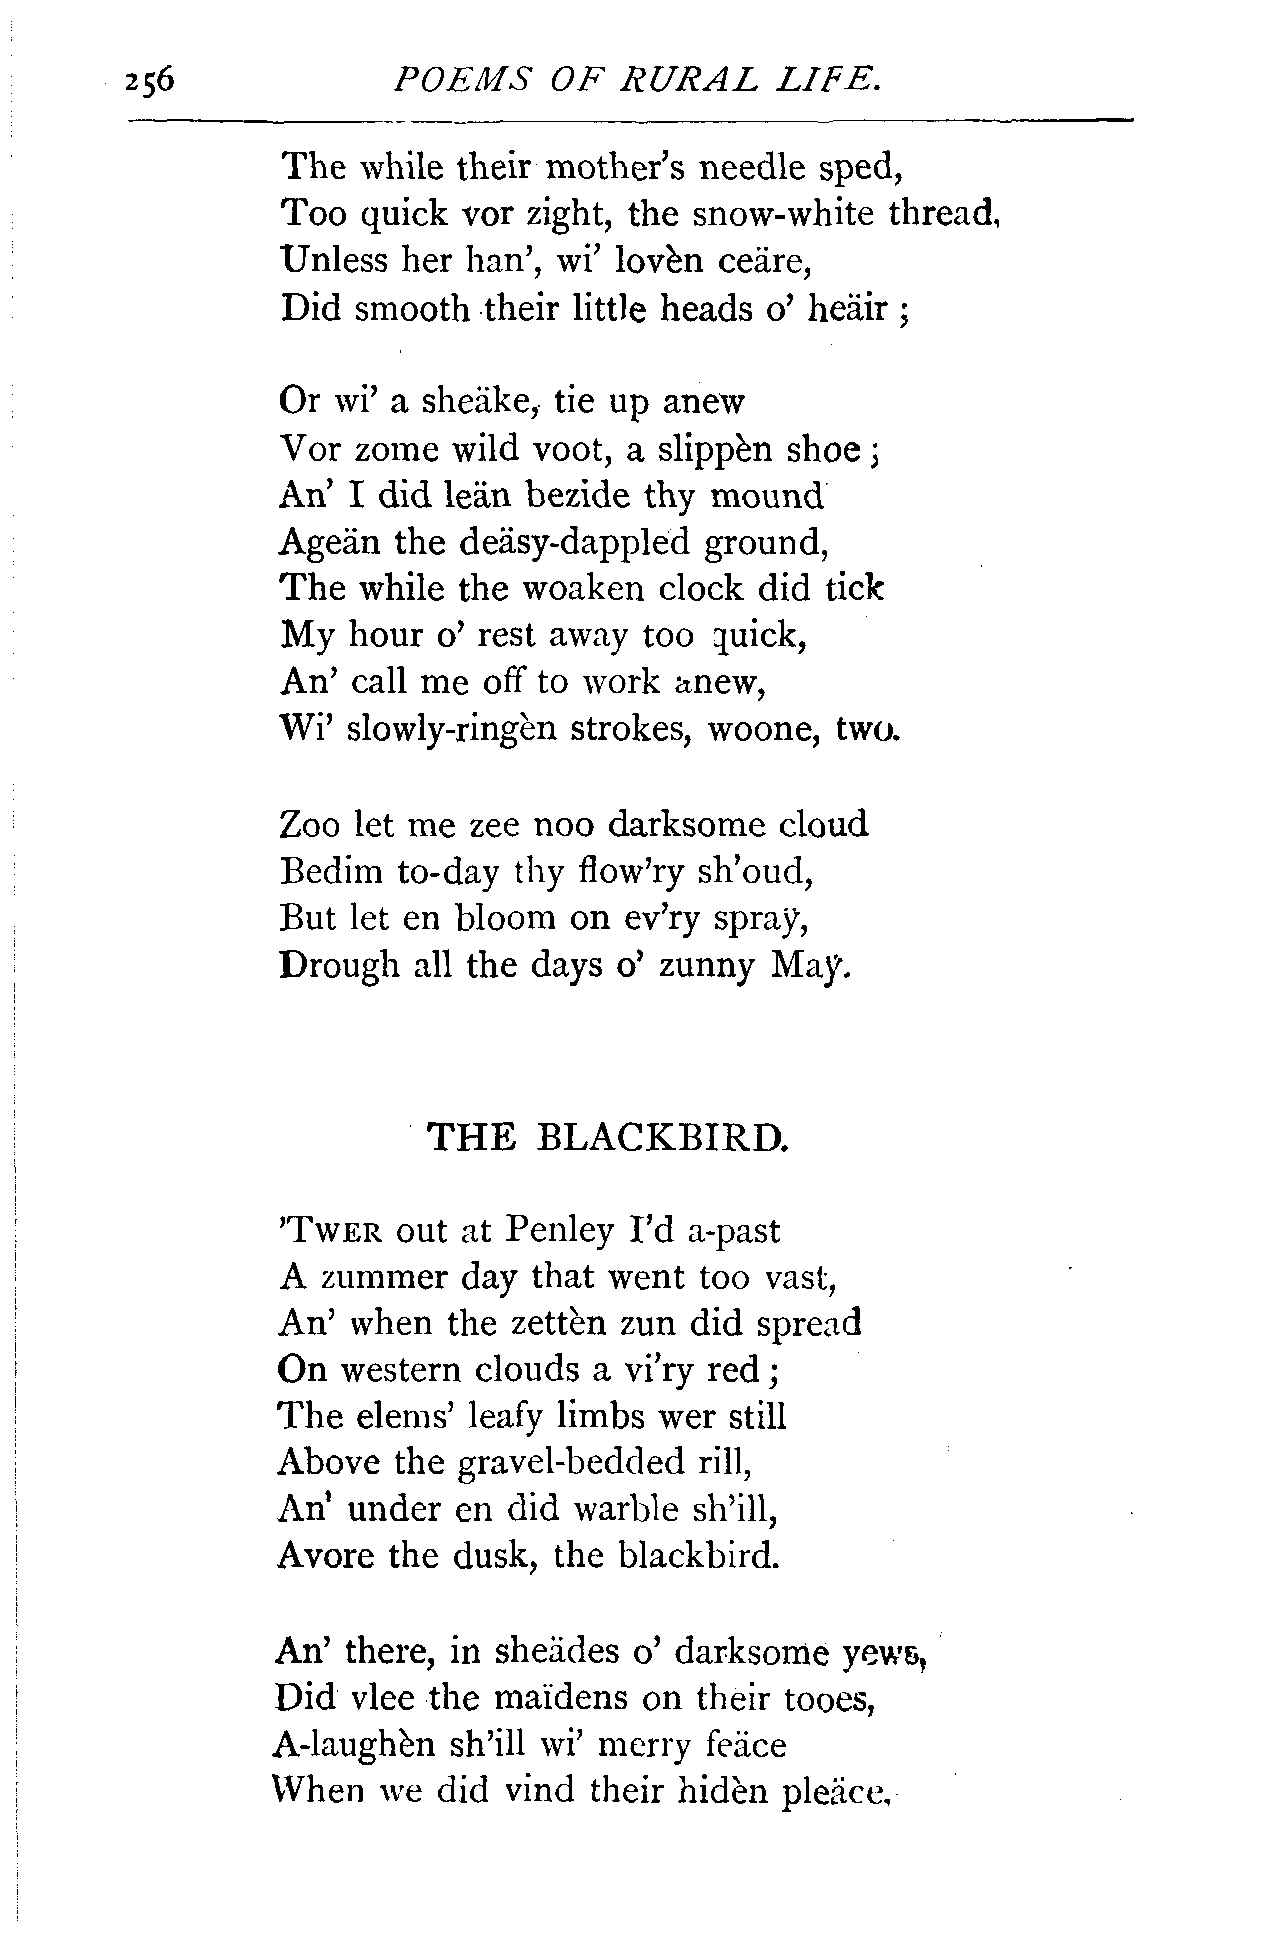 256 POEMS OF RURAL LIFE.
The while their mother's needle sped,
Too quick vor zight, the snow-white thread,
Unless her han', wi' lovèn ceäre,
Did smooth their little heads o' heäir ;
Or wi' a sheäke, tie up anew
Vor zome wild voot, a slippèn shoe ;
An' I did leän bezide thy mound
Ageän the deäsy-dappled ground,
The while the woaken clock did tick
My hour o' rest away too quick,
An' call me off to work anew,
Wi' slowly-ringèn strokes, woone, two.
Zoo let me zee noo darksome cloud
Bedim to-day thy flow'ry sh'oud,
But let en bloom on ev'ry spraÿ,
Drough all the days o' zunny Maÿ.
THE BLACKBIRD.
'TWER out at Penley I'd a-past
A zummer day that went too vast,
An' when the zettèn zun did spread
On western clouds a vi'ry red ;
The elems' leafy limbs wer still
Above the gravel-bedded rill,
An' under en did warble sh'ill,
Avore the dusk, the blackbird.
An' there, in sheädes o' darksome yews,
Did vlee the maïdens on their tooes,
A-laughèn sh'ill wi' merry feäce
When we did vind their hidèn pleäce.